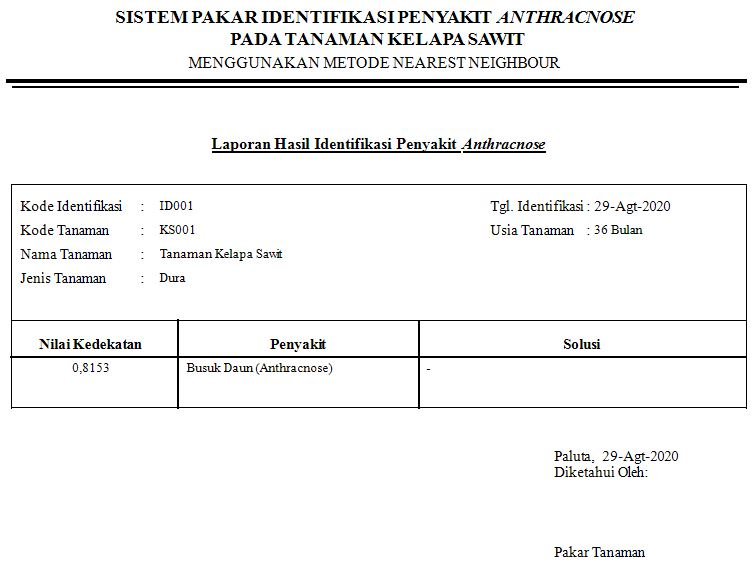 SISTEM PAKAR IDENTIFIKASI PENYAKIT ANTHRACNOSE
PADA TANAMAN KELAPA SAWIT
MENGGUNAKAN METODE NEAREST NEIGHBOUR
Laporan Hasil Identifikasi Penyakit Anthracnose
Kode Identifikasi : ID001 Tgl. Identifikasi : 29-Agt-2020
Kode Tanaman : KS001 Usia Tanaman : 36 Bulan
Nama Tanaman : Tanaman Kelapa Sawit
Jenis Tanaman : Dura
Nilai Kedekatan Penyakit Solusi
0,8153 Busuk Daun (Anthracnose) -
Paluta, 29-Agt-2020
Diketahui Oleh:
Pakar Tanaman